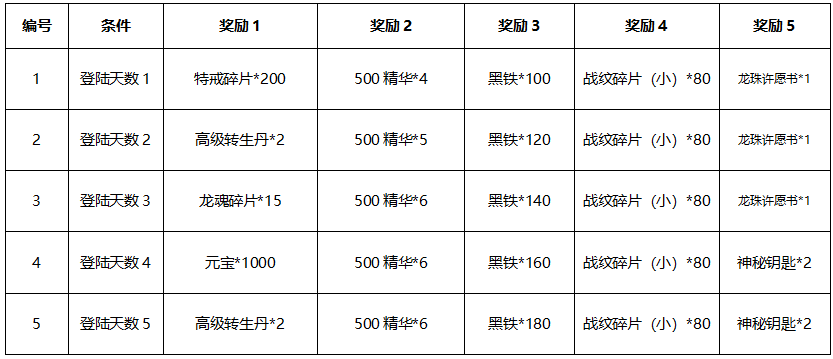 编号 条件 奖励 1 奖励 2 奖励 3 奖励 4 奖励 5
1 登陆天数 1 特戒碎片*200 500 精华*4 黑铁*100 战纹碎片（小）*80 龙珠许愿书*1
2 登陆天数 2 高级转生丹*2 500 精华*5 黑铁*120 战纹碎片（小）*80 龙珠许愿书*1
3 登陆天数 3 龙魂碎片*15 500 精华*6 黑铁*140 战纹碎片（小）*80 龙珠许愿书*1
4 登陆天数 4 元宝*1000 500 精华*6 黑铁*160 战纹碎片（小）*80 神秘钥匙*2
5 登陆天数 5 高级转生丹*2 500 精华*6 黑铁*180 战纹碎片（小）*80 神秘钥匙*2